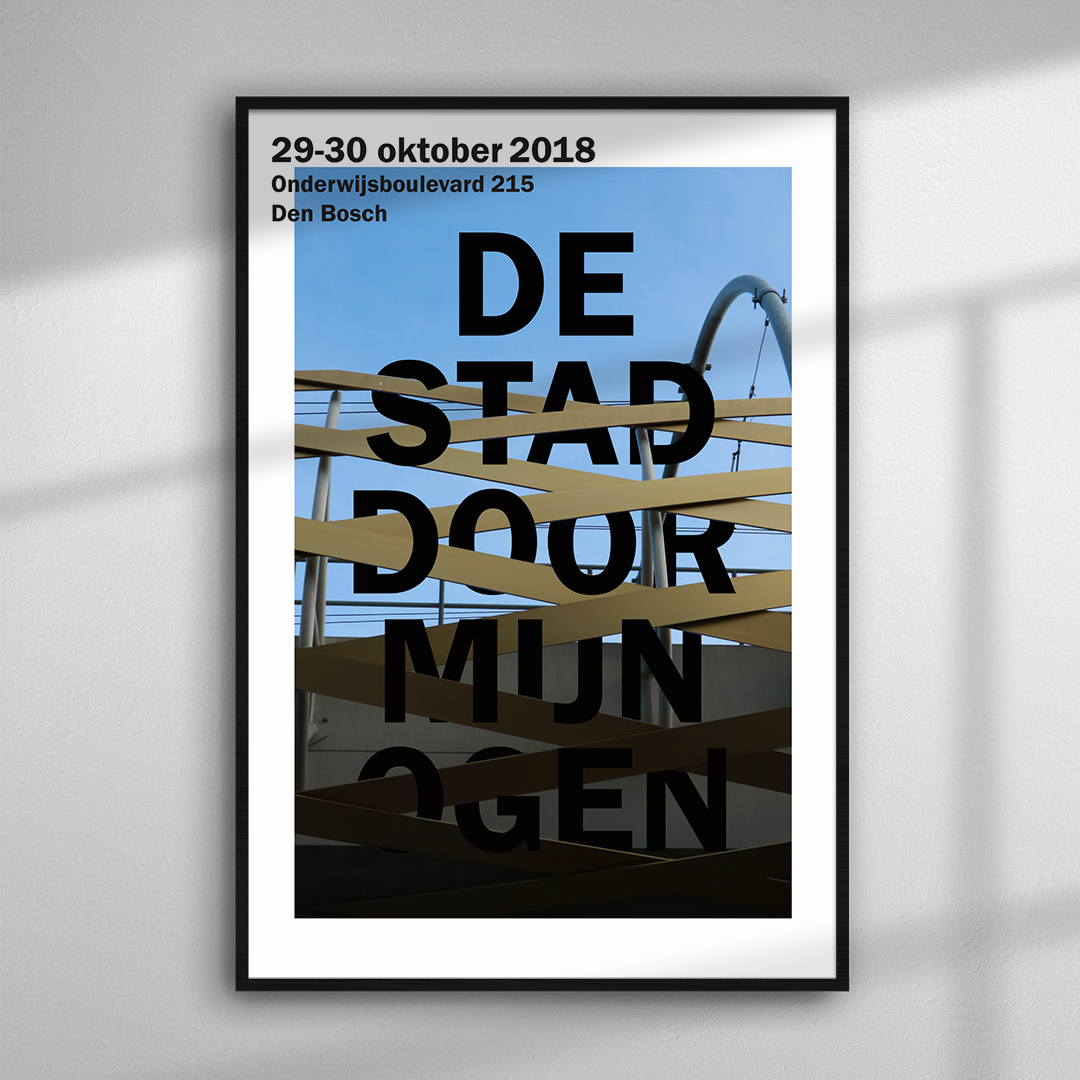 29-30 oktober 2018
Onderwijsboulevard 215
Den Bosch
DE
STAD
DOOR
MIJN
OGEN